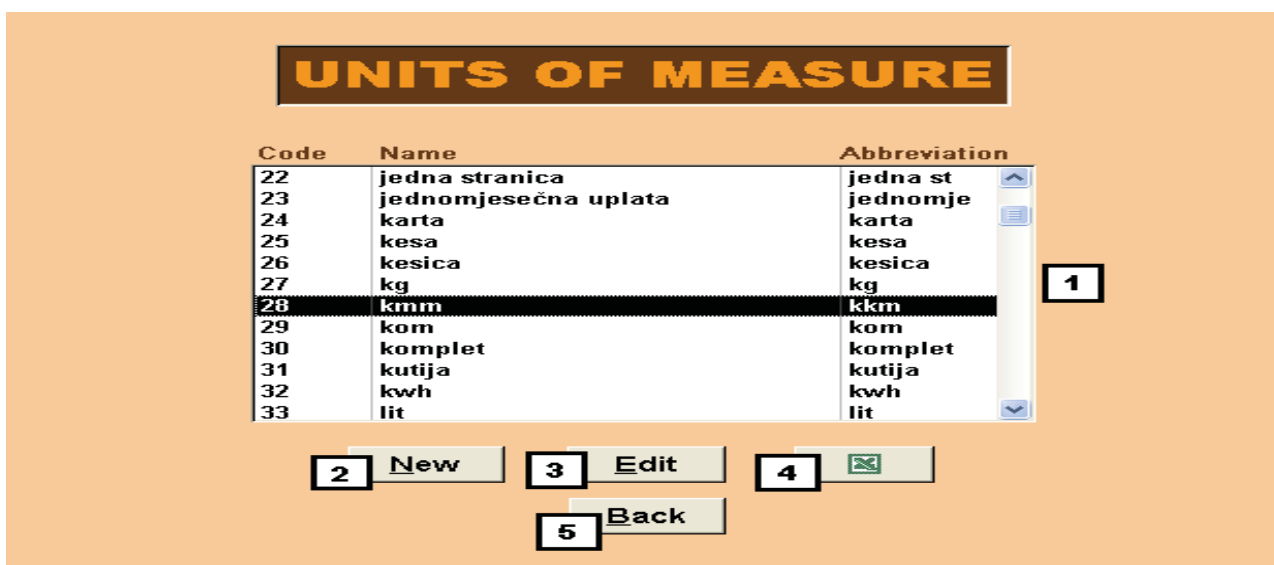 UNITS OF MEASURE
Code Name Abbreviation
22 jedna stranica jedna st
23 jednomjesečna uplata jednomje
24 karta karta
25 kesa kesa
26 kesica kesica
27 kg kg
1
28 kmm kkm
29 kom kom
30 komplet komplet
31 kutija kutija
32 kwh kwh
33 lit lit
2 New 3 Edit 4
5 Back